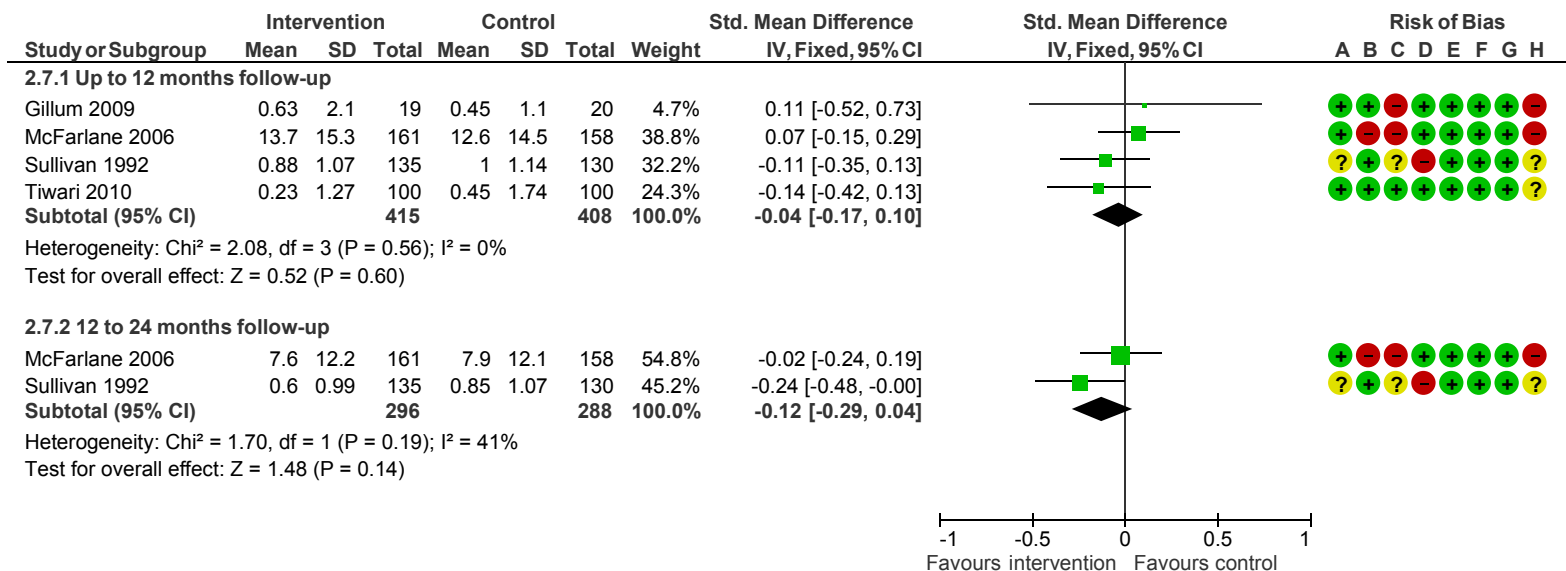 Intervention Control Std. Mean Difference Std. Mean Difference Risk of Bias
Study or Subgroup Mean SD Total Mean SD Total Weight IV, Fixed, 95% CI IV, Fixed, 95% CI A B C D E F G H
2.7.1 Up to 12 months follow-up
Gillum 2009 0.63 2.1 19 0.45 1.1 20 4.7% 0.11 [-0.52, 0.73] + + - + + + + -
McFarlane 2006 13.7 15.3 161 12.6 14.5 158 38.8% 0.07 [-0.15, 0.29] + - - + + + + -
Sullivan 1992 0.88 1.07 135 1 1.14 130 32.2% -0.11 [-0.35, 0.13] ? + ? - + + + ?
Tiwari 2010 0.23 1.27 100 0.45 1.74 100 24.3% -0.14 [-0.42, 0.13] + + + + + + + ?
Subtotal (95% CI) 415 408 100.0% -0.04 [-0.17, 0.10]
Heterogeneity: Chi² = 2.08, df = 3 (P = 0.56); I² = 0%
Test for overall effect: Z = 0.52 (P = 0.60)
2.7.2 12 to 24 months follow-up
McFarlane 2006 7.6 12.2 161 7.9 12.1 158 54.8% -0.02 [-0.24, 0.19] + - - + + + + -
Sullivan 1992 0.6 0.99 135 0.85 1.07 130 45.2% -0.24 [-0.48, -0.00] ? + ? - + + + ?
Subtotal (95% CI) 296 288 100.0% -0.12 [-0.29, 0.04]
Heterogeneity: Chi² = 1.70, df = 1 (P = 0.19); I² = 41%
Test for overall effect: Z = 1.48 (P = 0.14)
-1 -0.5 0 0.5 1
Favours intervention Favours control